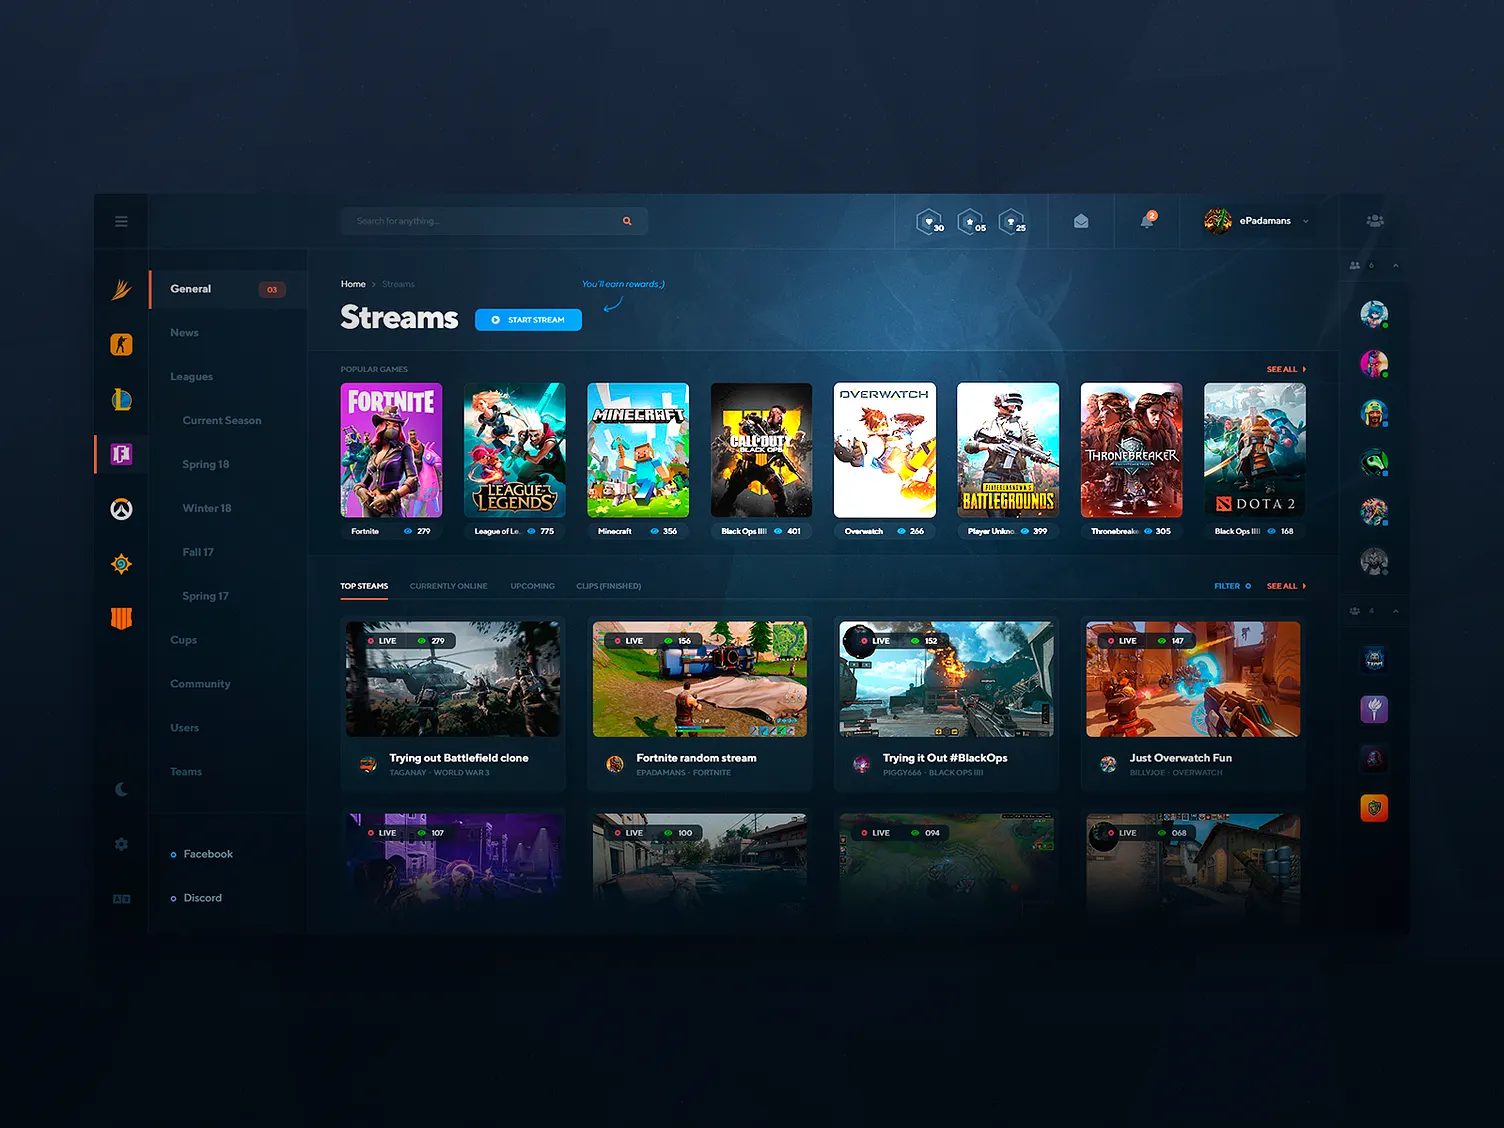 Search for anything...
30
05
25
2
ePadamans
6
General
03
News
Leagues
Current Season
Spring 18
Winter 18
Fall 17
Spring 17
Cups
Community
Users
Teams
Facebook
Discord
Home > Streams
You'll earn rewards ;)
Streams
START STREAM
POPULAR GAMES
SEE ALL
FORTNITE
LEAGUE OF LEGENDS
MINECRAFT
CALL OF DUTY
BLACK OPS
IIII
OVERWATCH
PLAYERUNKNOWN'S
BATTLEGROUNDS
THRONEBREAKER
DOTA 2
Fortnite 279
League of Le.. 775
Minecraft 356
Black Ops IIII 401
Overwatch 266
Player Unkno.. 399
Thronebreake 305
Black Ops IIII 168
TOP STEAMS
CURRENTLY ONLINE
UPCOMING
CLIPS (FINISHED)
FILTER
SEE ALL
4
LIVE 279
LIVE 156
LIVE 152
LIVE 147
Trying out Battlefield clone
TAGANAY - WORLD WAR 3
Fortnite random stream
EPADAMANS - FORTNITE
Trying it Out #BlackOps
PIGGY666 - BLACK OPS IIII
Just Overwatch Fun
BILLYJOE - OVERWATCH
LIVE 107
LIVE 100
LIVE 094
LIVE 068